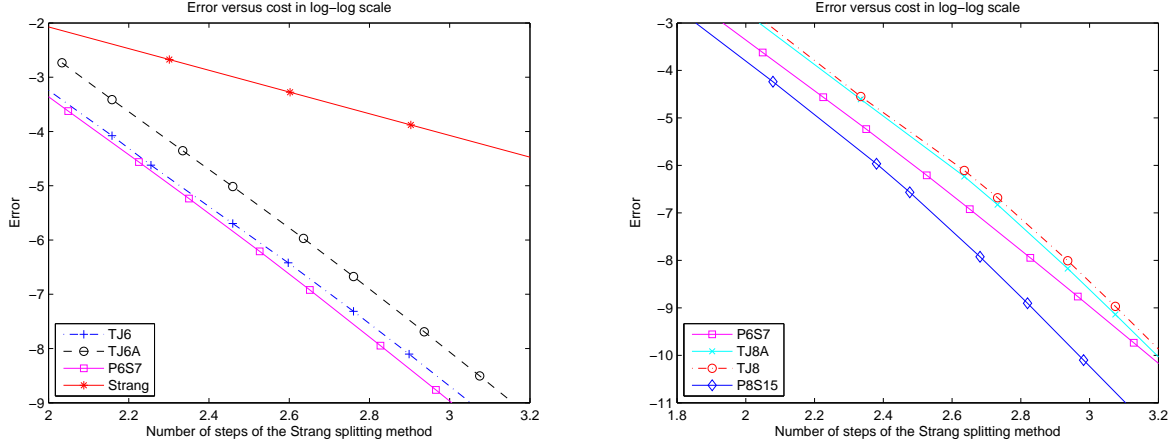 Error versus cost in log−log scale
−2
−3
−4
−5
−6
−7
−8
−9
Error
2
2.2
2.4
2.6
2.8
3
3.2
Number of steps of the Strang splitting method
TJ6
TJ6A
P6S7
Strang
Error versus cost in log−log scale
−3
−4
−5
−6
−7
−8
−9
−10
−11
Error
1.8
2
2.2
2.4
2.6
2.8
3
3.2
Number of steps of the Strang splitting method
P6S7
TJ8A
TJ8
P8S15